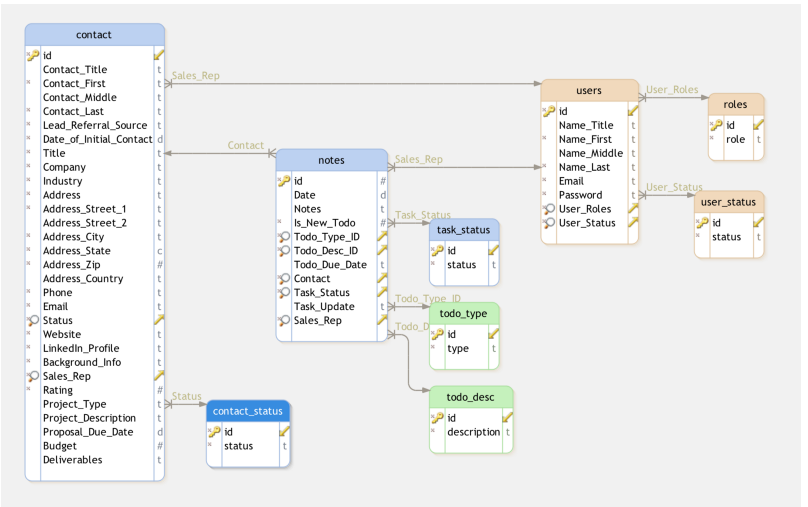 contact
id
Contact_Title t
Contact_First t
Contact_Middle t
Contact_Last t
Lead_Referral_Source t
Date_of_Initial_Contact d
Title t
Company t
Industry t
Address t
Address_Street_1 t
Address_Street_2 t
Address_City t
Address_State c
Address_Zip #
Address_Country t
Phone t
Email t
Status
Website t
LinkedIn_Profile t
Background_Info t
Sales_Rep
Rating #
Project_Type t
Project_Description t
Proposal_Due_Date d
Budget #
Deliverables t
Sales_Rep
Contact
Status
contact_status
id
status t
notes
id #
Date d
Notes t
Is_New_Todo #
Todo_Type_ID
Todo_Desc_ID
Todo_Due_Date t
Contact
Task_Status
Task_Update t
Sales_Rep
Sales_Rep
Task_Status
Todo_Type_ID
Todo_D
task_status
id
status t
todo_type
id
type t
todo_desc
id
description t
users
id
Name_Title t
Name_First t
Name_Middle t
Name_Last t
Email t
Password t
User_Roles
User_Status
User_Roles
User_Status
roles
id
role t
user_status
id
status t